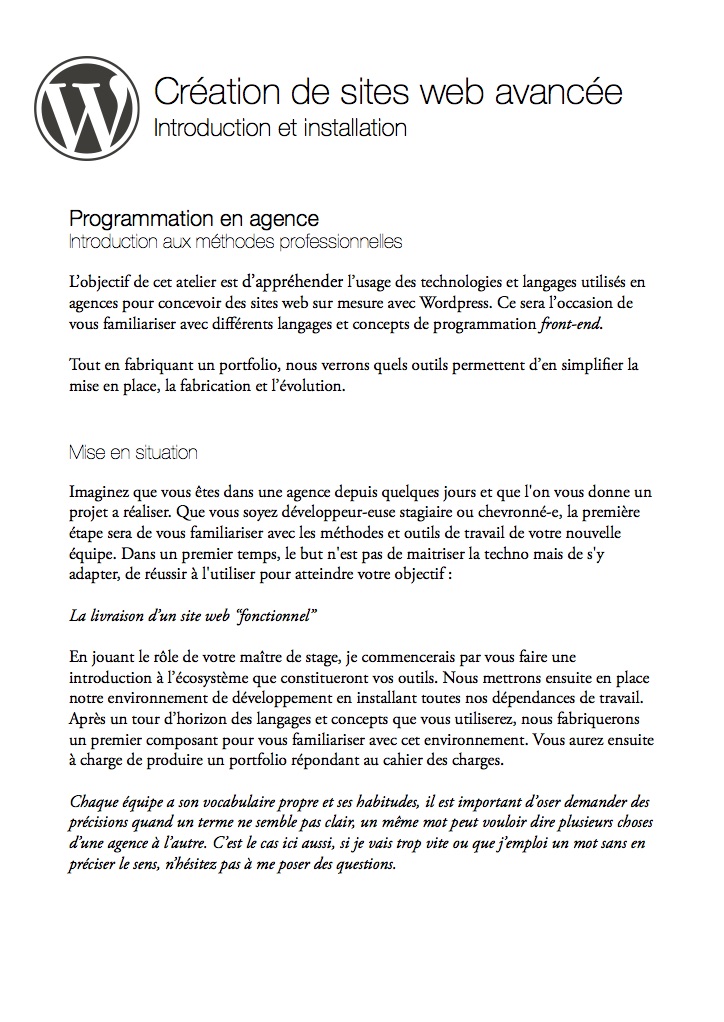 Création de sites web avancée
Introduction et installation
Programmation en agence
Introduction aux méthodes professionnelles
L’objectif de cet atelier est d’appréhender l’usage des technologies et langages utilisés en
agences pour concevoir des sites web sur mesure avec Wordpress. Ce sera l’occasion de
vous familiariser avec différents langages et concepts de programmation front-end.
Tout en fabriquant un portfolio, nous verrons quels outils permettent d’en simplifier la
mise en place, la fabrication et l’évolution.
Mise en situation
Imaginez que vous êtes dans une agence depuis quelques jours et que l'on vous donne un
projet a réaliser. Que vous soyez développeur-euse stagiaire ou chevronné-e, la première
étape sera de vous familiariser avec les méthodes et outils de travail de votre nouvelle
équipe. Dans un premier temps, le but n'est pas de maitriser la techno mais de s'y
adapter, de réussir à l'utiliser pour atteindre votre objectif :
La livraison d’un site web “fonctionnel”
En jouant le rôle de votre maître de stage, je commencerais par vous faire une
introduction à l’écosystème que constitueront vos outils. Nous mettrons ensuite en place
notre environnement de développement en installant toutes nos dépendances de travail.
Après un tour d’horizon des langages et concepts que vous utiliserez, nous fabriquerons
un premier composant pour vous familiariser avec cet environnement. Vous aurez ensuite
à charge de produire un portfolio répondant au cahier des charges.
Chaque équipe a son vocabulaire propre et ses habitudes, il est important d’oser demander des
précisions quand un terme ne semble pas clair, un même mot peut vouloir dire plusieurs choses
d’une agence à l’autre. C’est le cas ici aussi, si je vais trop vite ou que j’emploi un mot sans en
préciser le sens, n’hésitez pas à me poser des questions.